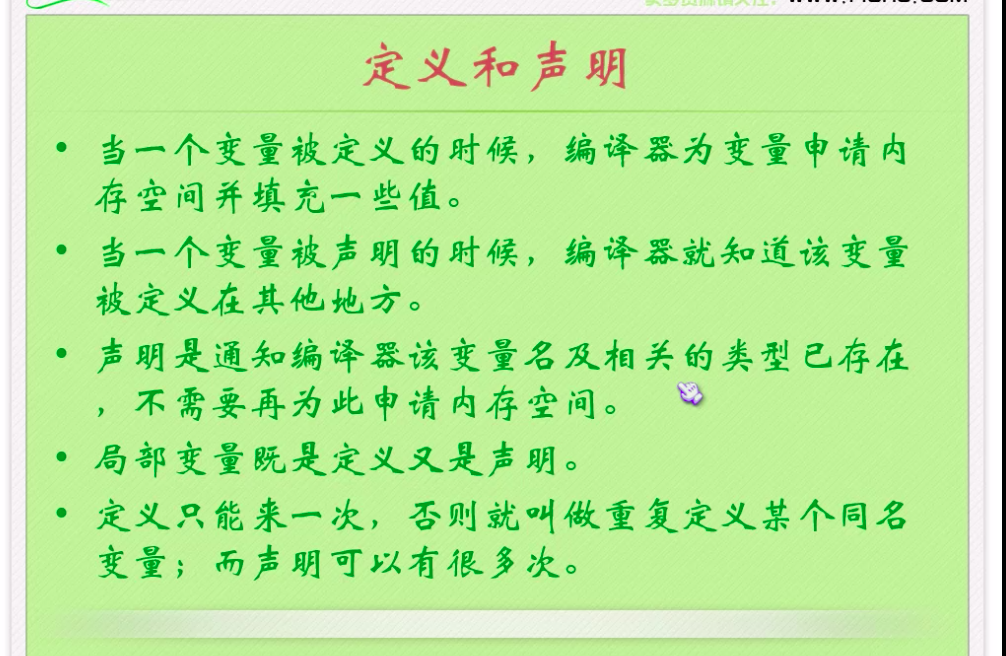 定义和声明
• 当一个变量被定义的时候，编译器为变量申请内
存空间并填充一些值。
• 当一个变量被声明的时候，编译器就知道该变量
被定义在其他地方。
• 声明是通知编译器该变量名及相关的类型已存在
，不需要再为此申请内存空间。
• 局部变量既是定义又是声明。
• 定义只能来一次，否则就叫做重复定义某个同名
变量；而声明可以有很多次。